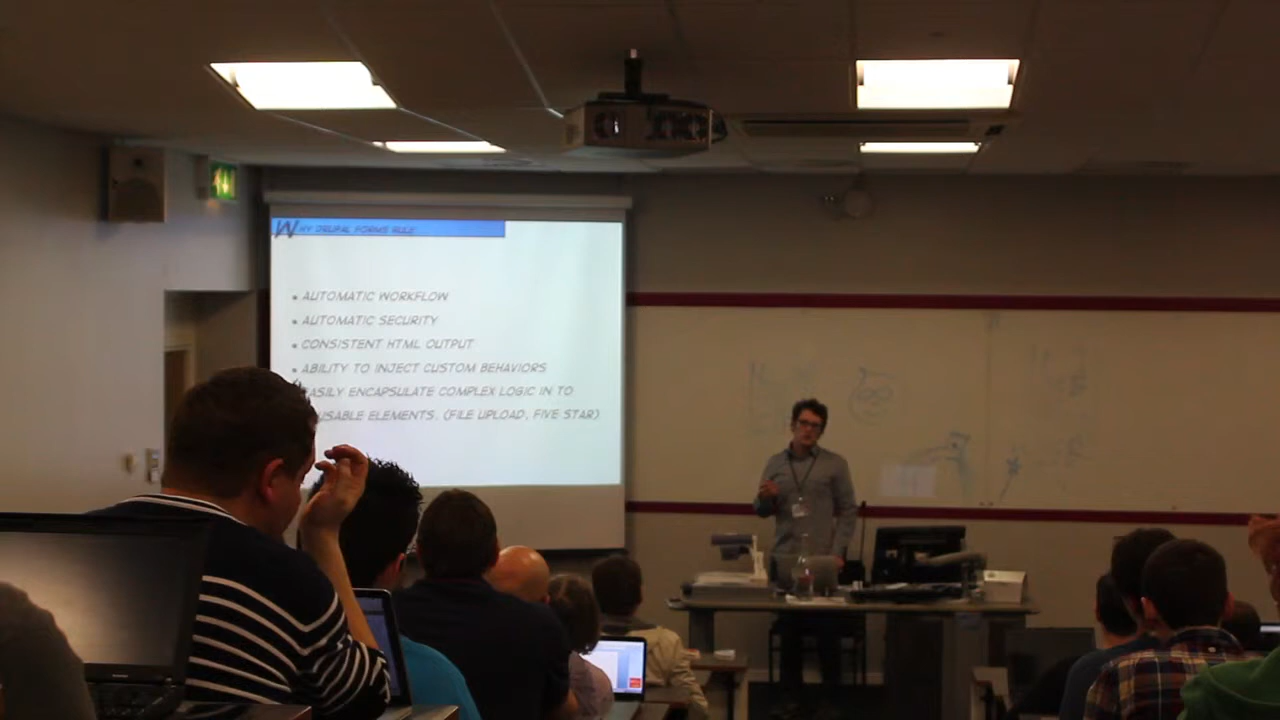 WHY DRUPAL FORMS RULE
• AUTOMATIC WORKFLOW
• AUTOMATIC SECURITY
• CONSISTENT HTML OUTPUT
• ABILITY TO INJECT CUSTOM BEHAVIORS
EASILY ENCAPSULATE COMPLEX LOGIC IN TO
USABLE ELEMENTS. (FILE UPLOAD, FIVE STAR)